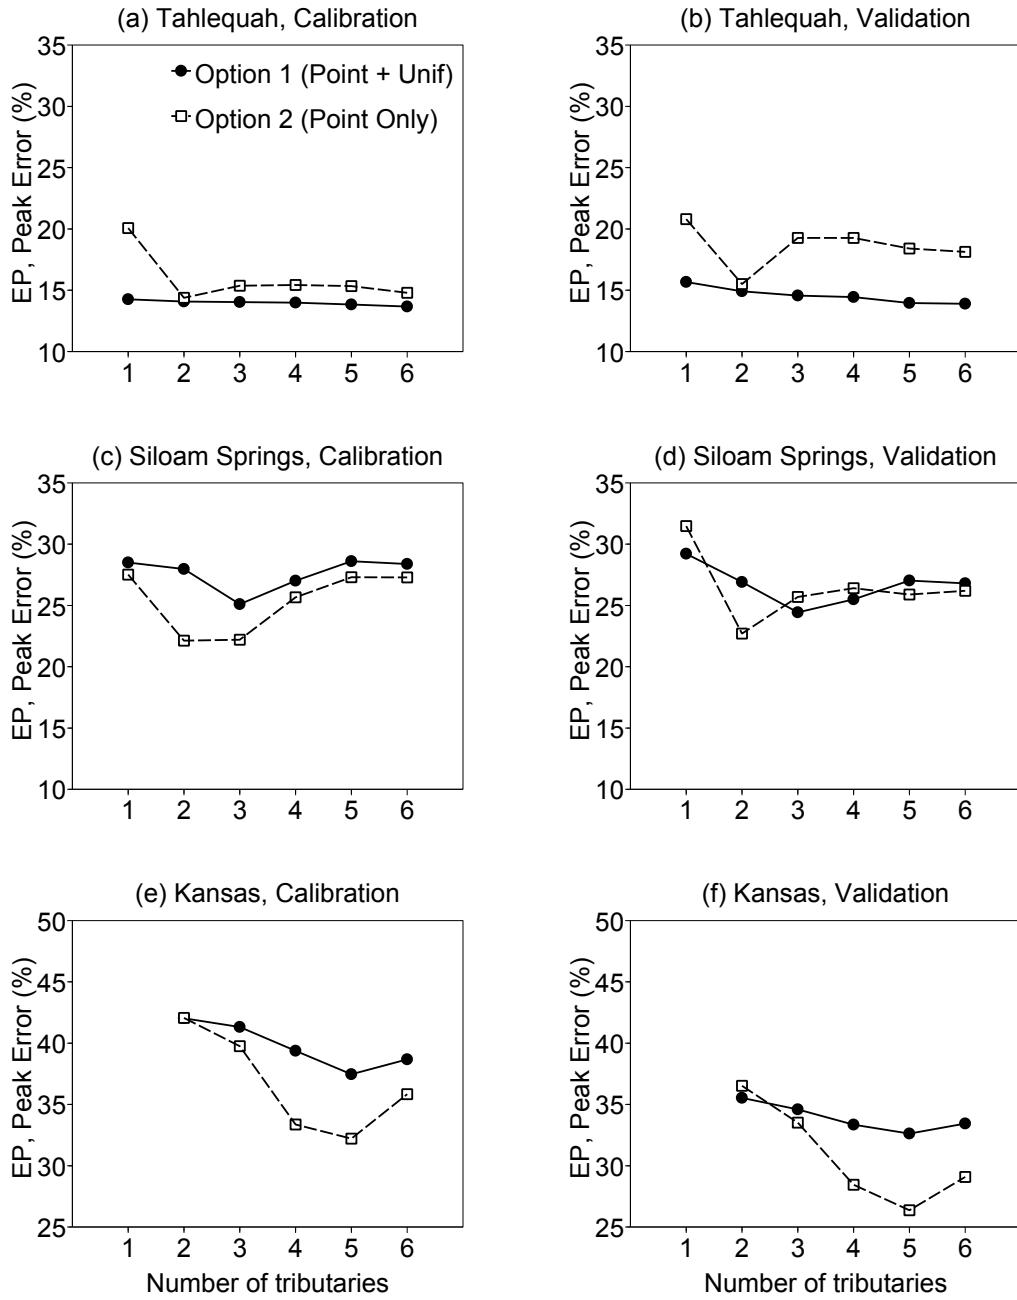 (a) Tahlequah, Calibration
EP, Peak Error (%)
35
30
25
20
15
10
Option 1 (Point + Unif)
Option 2 (Point Only)
1 2 3 4 5 6
(b) Tahlequah, Validation
EP, Peak Error (%)
35
30
25
20
15
10
1 2 3 4 5 6
(c) Siloam Springs, Calibration
EP, Peak Error (%)
35
30
25
20
15
10
1 2 3 4 5 6
(d) Siloam Springs, Validation
EP, Peak Error (%)
35
30
25
20
15
10
1 2 3 4 5 6
(e) Kansas, Calibration
EP, Peak Error (%)
50
45
40
35
30
25
1 2 3 4 5 6
Number of tributaries
(f) Kansas, Validation
EP, Peak Error (%)
50
45
40
35
30
25
1 2 3 4 5 6
Number of tributaries